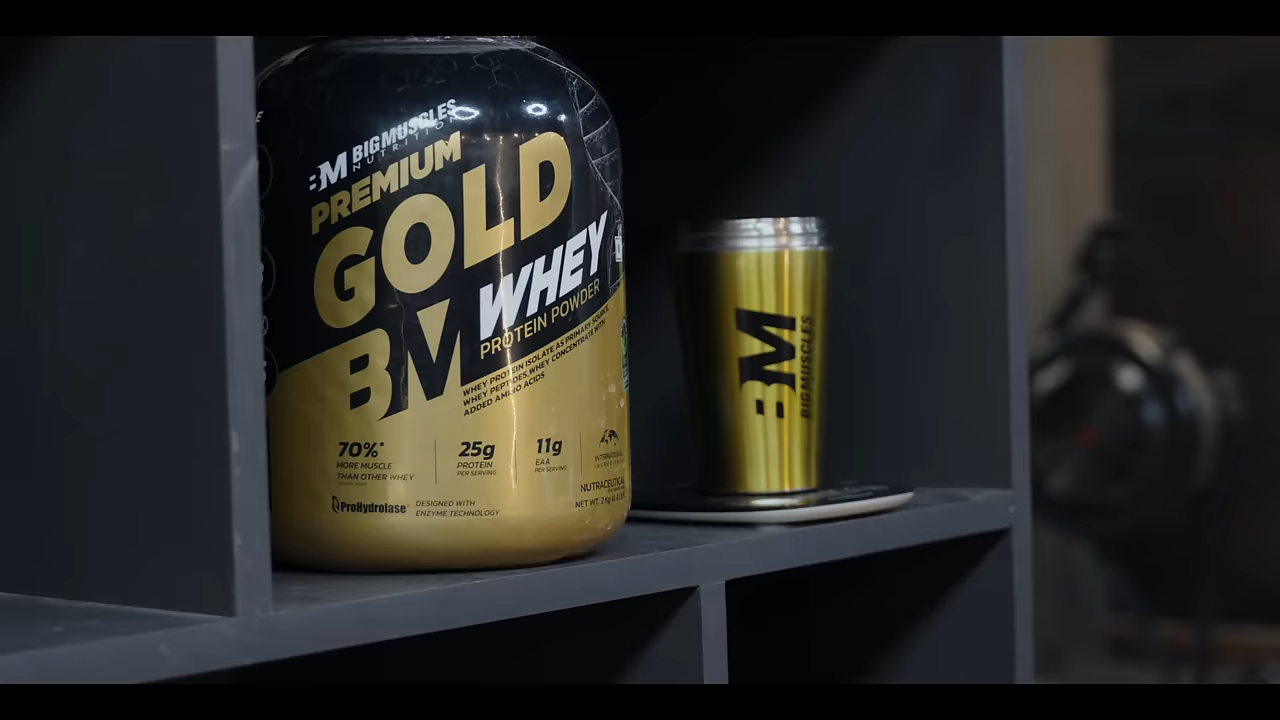 BM BIGMUSCLES
NUTRITION
PREMIUM
GOLD
WHEY
PROTEIN POWDER
BM
WHEY PROTEIN ISOLATE AS PRIMARY SOURCE,
WHEY PEPTIDES, WHEY CONCENTRATE WITH
ADDED AMINO ACIDS
70%*
MORE MUSCLE
THAN OTHER WHEY
25g
PROTEIN
PER SERVING
11g
EAA
PER SERVING
INTERNATIONAL
ProHydrolase
DESIGNED WITH
ENZYME TECHNOLOGY
NUTRACEUTICAL
NET WT: 2 Kg
BM
BIGMUSCLES